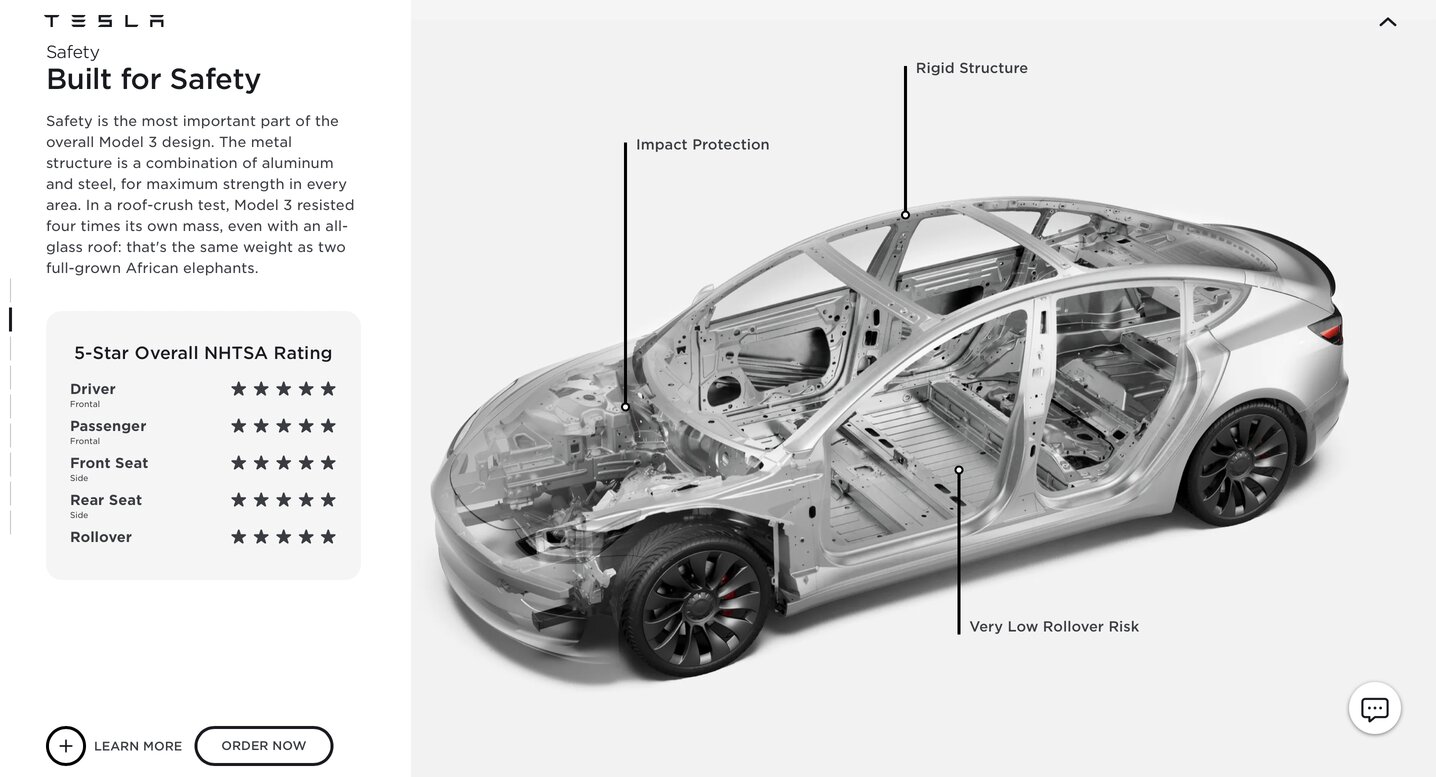 TESLA
Safety
Built for Safety
Safety is the most important part of the
overall Model 3 design. The metal
structure is a combination of aluminum
and steel, for maximum strength in every
area. In a roof-crush test, Model 3 resisted
four times its own mass, even with an all-
glass roof: that's the same weight as two
full-grown African elephants.
5-Star Overall NHTSA Rating
Driver ★ ★ ★ ★ ★
Frontal
Passenger ★ ★ ★ ★ ★
Frontal
Front Seat ★ ★ ★ ★ ★
Side
Rear Seat ★ ★ ★ ★ ★
Side
Rollover ★ ★ ★ ★ ★
LEARN MORE
ORDER NOW
Rigid Structure
Impact Protection
Very Low Rollover Risk